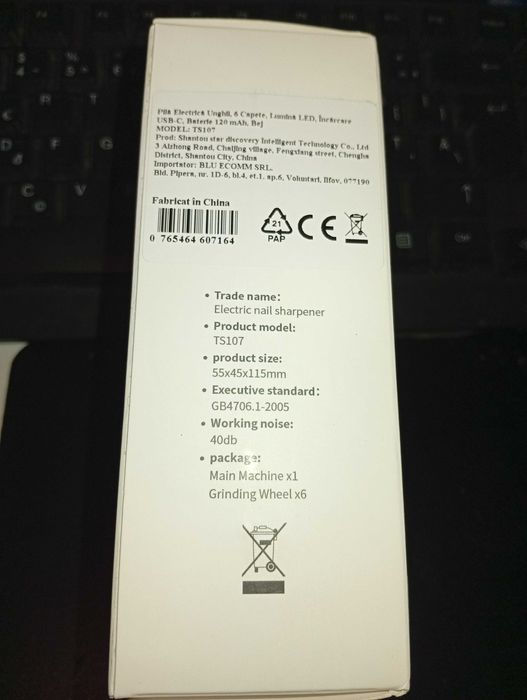 Pilă Electrică Unghii, 6 Capete, Lumină LED, Încărcare
USB-C, Baterie 120 mAh, Bej
MODEL: TS107
Prod: Shantou star discovery Intelligent Technology Co., Ltd
3 Aizhong Road, Chaijing village, Fengxiang street, Chenghai
District, Shantou City, China
Importator: BLU ECOMM SRL.
Bld. Pipera, nr. 1D-6, bl.4, et.1. ap.6, Voluntari, Ilfov, 077190
Fabricat in China
0 765464 607164
21
PAP
CE
• Trade name:
Electric nail sharpener
• Product model:
TS107
• product size:
55x45x115mm
• Executive standard:
GB4706.1-2005
• Working noise:
40db
• package:
Main Machine x1
Grinding Wheel x6